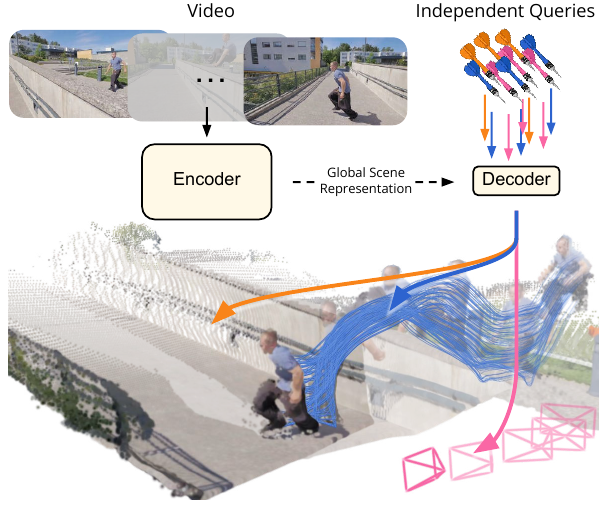 Video
Independent Queries
...
Encoder
Global Scene
Representation
Decoder